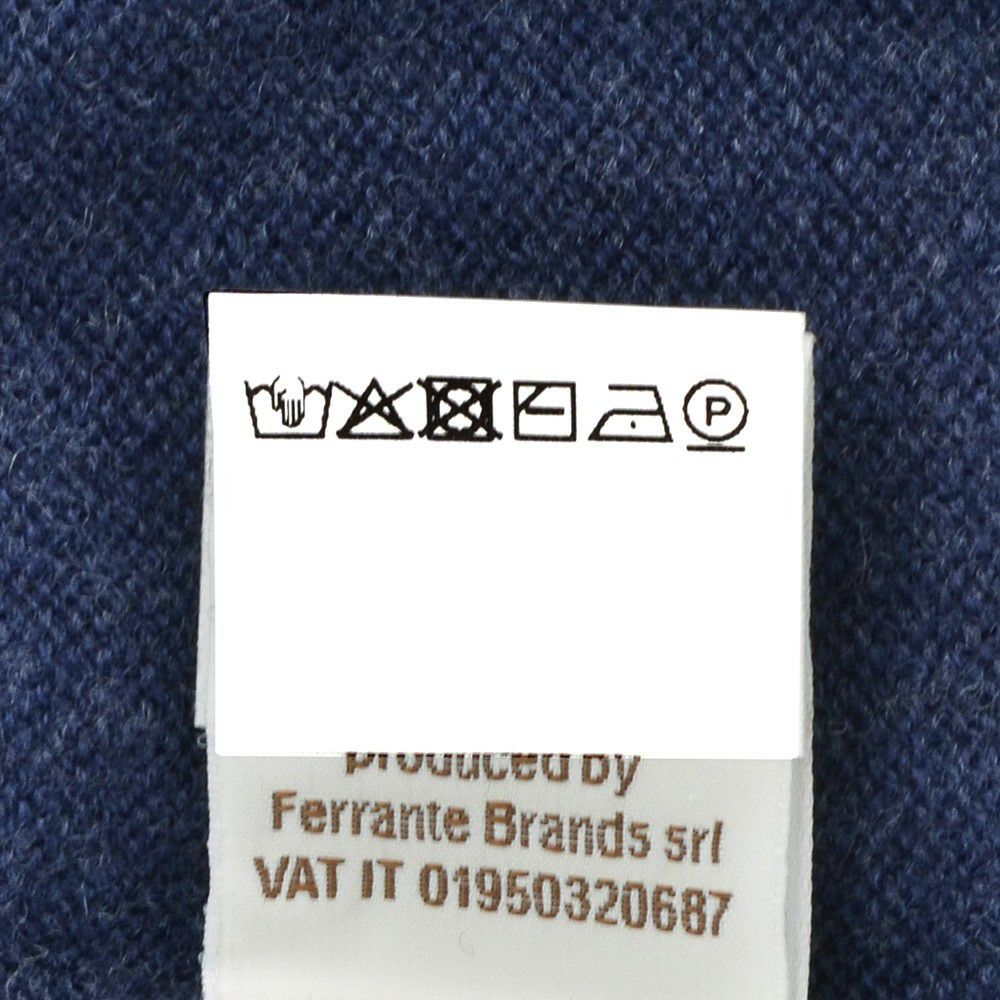 P
produced by
Ferrante Brands srl
VAT IT 01950320687